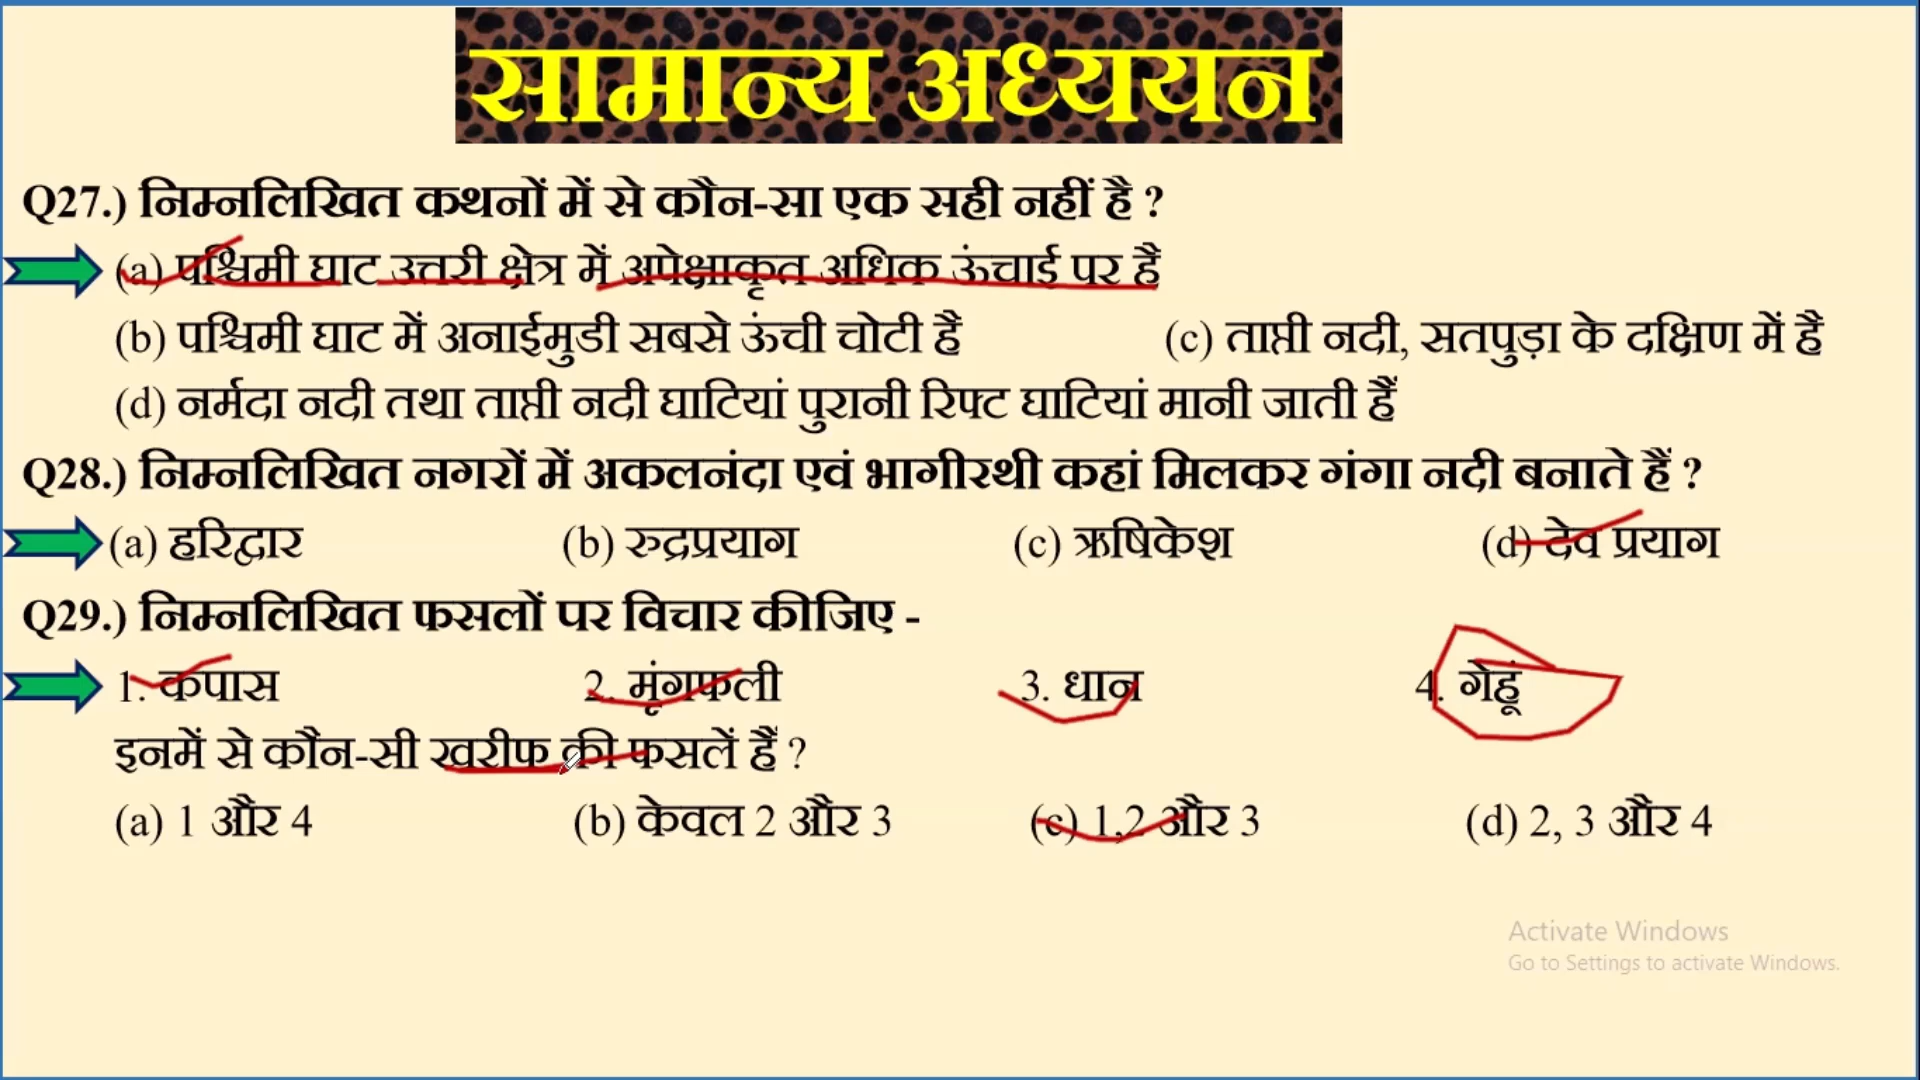 सामान्य अध्ययन
Q27.) निम्नलिखित कथनों में से कौन-सा एक सही नहीं है ?
(a) पश्चिमी घाट उत्तरी क्षेत्र में अपेक्षाकृत अधिक ऊंचाई पर है
(b) पश्चिमी घाट में अनाईमुडी सबसे ऊंची चोटी है (c) ताप्ती नदी, सतपुड़ा के दक्षिण में है
(d) नर्मदा नदी तथा ताप्ती नदी घाटियां पुरानी रिफ्ट घाटियां मानी जाती हैं
Q28.) निम्नलिखित नगरों में अकलनंदा एवं भागीरथी कहां मिलकर गंगा नदी बनाते हैं ?
(a) हरिद्वार (b) रुद्रप्रयाग (c) ऋषिकेश (d) देव प्रयाग
Q29.) निम्नलिखित फसलों पर विचार कीजिए -
1. कपास 2. मृंगफली 3. धान 4. गेहूं
इनमें से कौन-सी खरीफ की फसलें हैं ?
(a) 1 और 4 (b) केवल 2 और 3 (c) 1,2 और 3 (d) 2, 3 और 4
Activate Windows
Go to Settings to activate Windows.